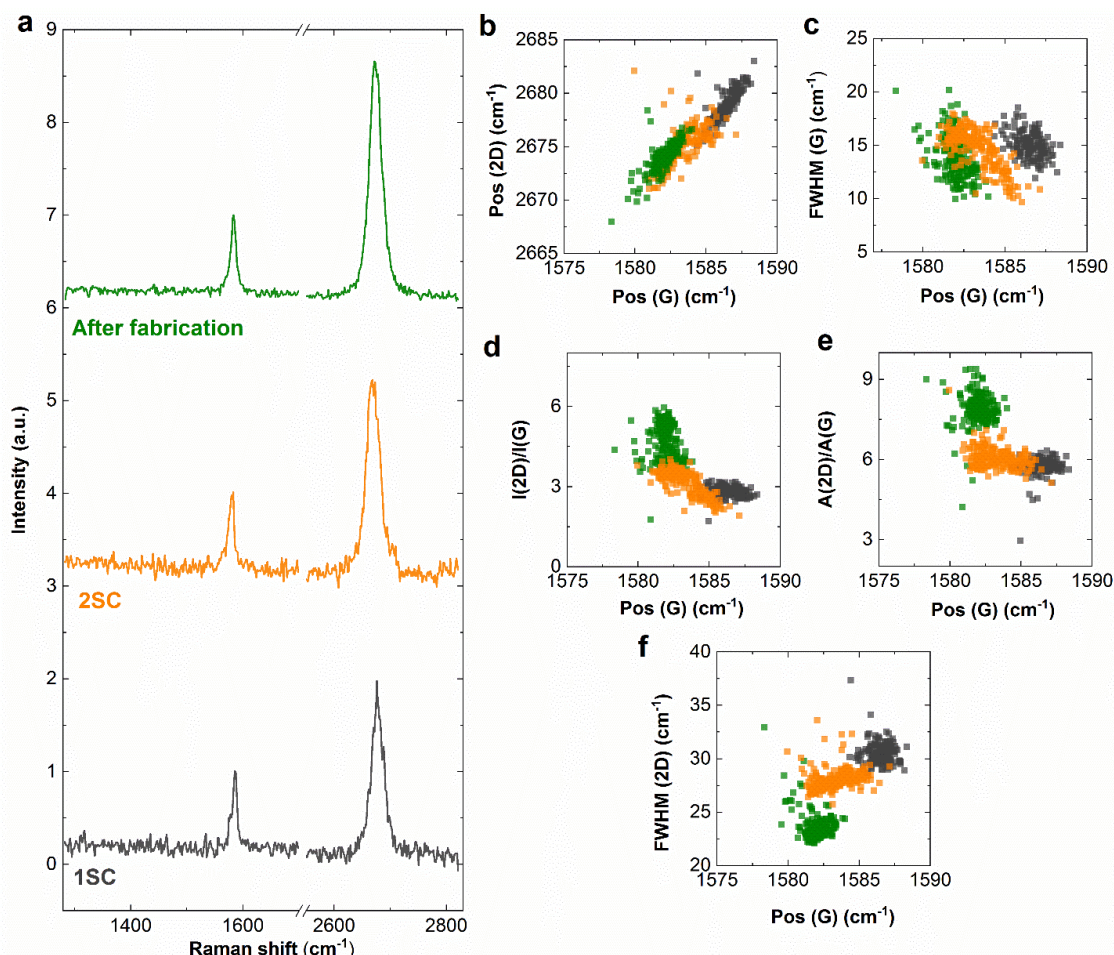 a
9
8
7
6
5
4
3
2
1
0
Intensity (a.u.)
After fabrication
2SC
1SC
1400 1600 2600 2800
Raman shift (cm-1)
b
2685
2680
2675
2670
2665
Pos (2D) (cm-1)
1575 1580 1585 1590
Pos (G) (cm-1)
c
25
20
15
10
5
FWHM (G) (cm-1)
1580 1585 1590
Pos (G) (cm-1)
d
6
3
0
I(2D)/I(G)
1575 1580 1585 1590
Pos (G) (cm-1)
e
9
6
3
A(2D)/A(G)
1575 1580 1585 1590
Pos (G) (cm-1)
f
40
35
30
25
20
FWHM (2D) (cm-1)
1575 1580 1585 1590
Pos (G) (cm-1)